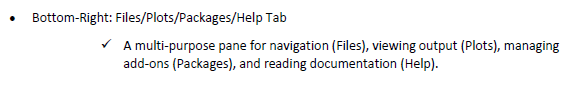 • Bottom-Right: Files/Plots/Packages/Help Tab
✓ A multi-purpose pane for navigation (Files), viewing output (Plots), managing
add-ons (Packages), and reading documentation (Help).